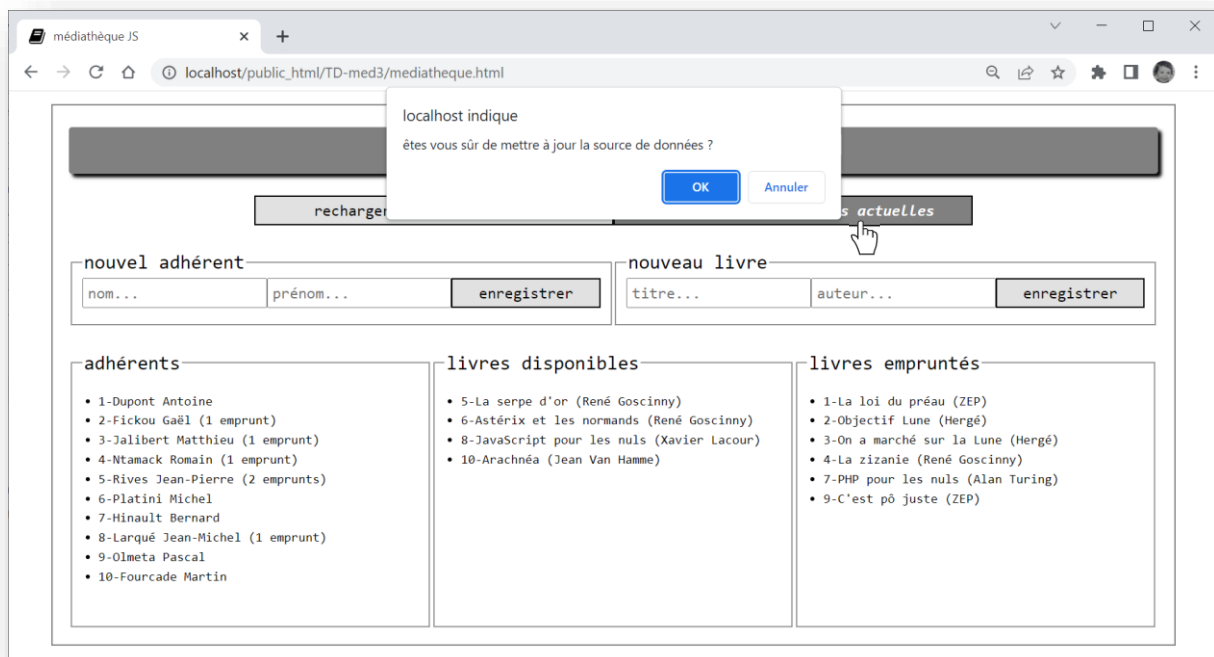 médiathèque JS
localhost/public_html/TD-med3/mediatheque.html
localhost indique
êtes vous sûr de mettre à jour la source de données ?
OK Annuler
recharger actuelles
nouvel adhérent nouveau livre
nom... prénom... enregistrer titre... auteur... enregistrer
adhérents
• 1-Dupont Antoine
• 2-Fickou Gaël (1 emprunt)
• 3-Jalibert Matthieu (1 emprunt)
• 4-Ntamack Romain (1 emprunt)
• 5-Rives Jean-Pierre (2 emprunts)
• 6-Platini Michel
• 7-Hinault Bernard
• 8-Larqué Jean-Michel (1 emprunt)
• 9-Olmeta Pascal
• 10-Fourcade Martin
livres disponibles
• 5-La serpe d'or (René Goscinny)
• 6-Astérix et les normands (René Goscinny)
• 8-JavaScript pour les nuls (Xavier Lacour)
• 10-Arachnéa (Jean Van Hamme)
livres empruntés
• 1-La loi du préau (ZEP)
• 2-Objectif Lune (Hergé)
• 3-On a marché sur la Lune (Hergé)
• 4-La zizanie (René Goscinny)
• 7-PHP pour les nuls (Alan Turing)
• 9-C'est pô juste (ZEP)